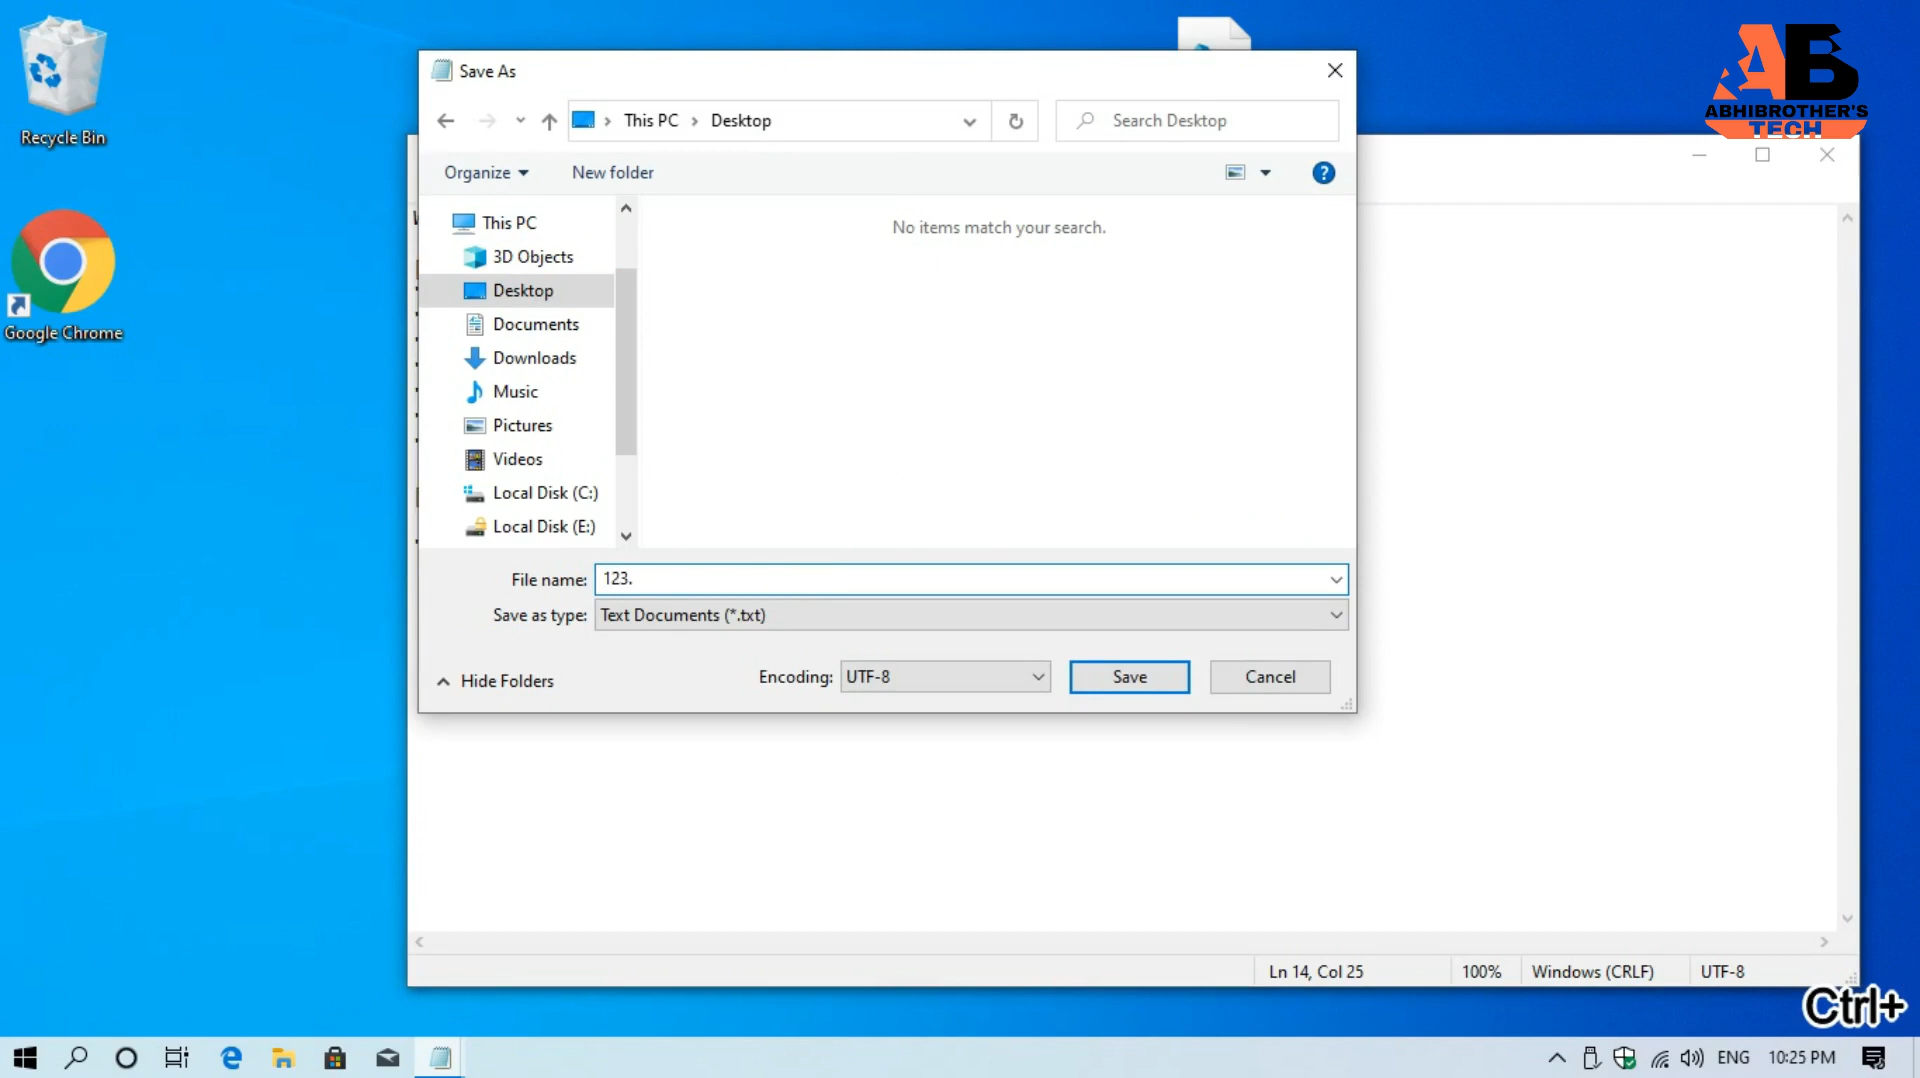 Recycle Bin
Google Chrome
Save As
This PC
Desktop
Search Desktop
Organize
New folder
This PC
3D Objects
Desktop
Documents
Downloads
Music
Pictures
Videos
Local Disk (C:)
Local Disk (E:)
No items match your search.
File name: 123.
Save as type: Text Documents (*.txt)
Hide Folders
Encoding: UTF-8
Save
Cancel
AB
ABHIBROTHER'S
TECH
Ln 14, Col 25
100%
Windows (CRLF)
UTF-8
Ctrl+
ENG
10:25 PM